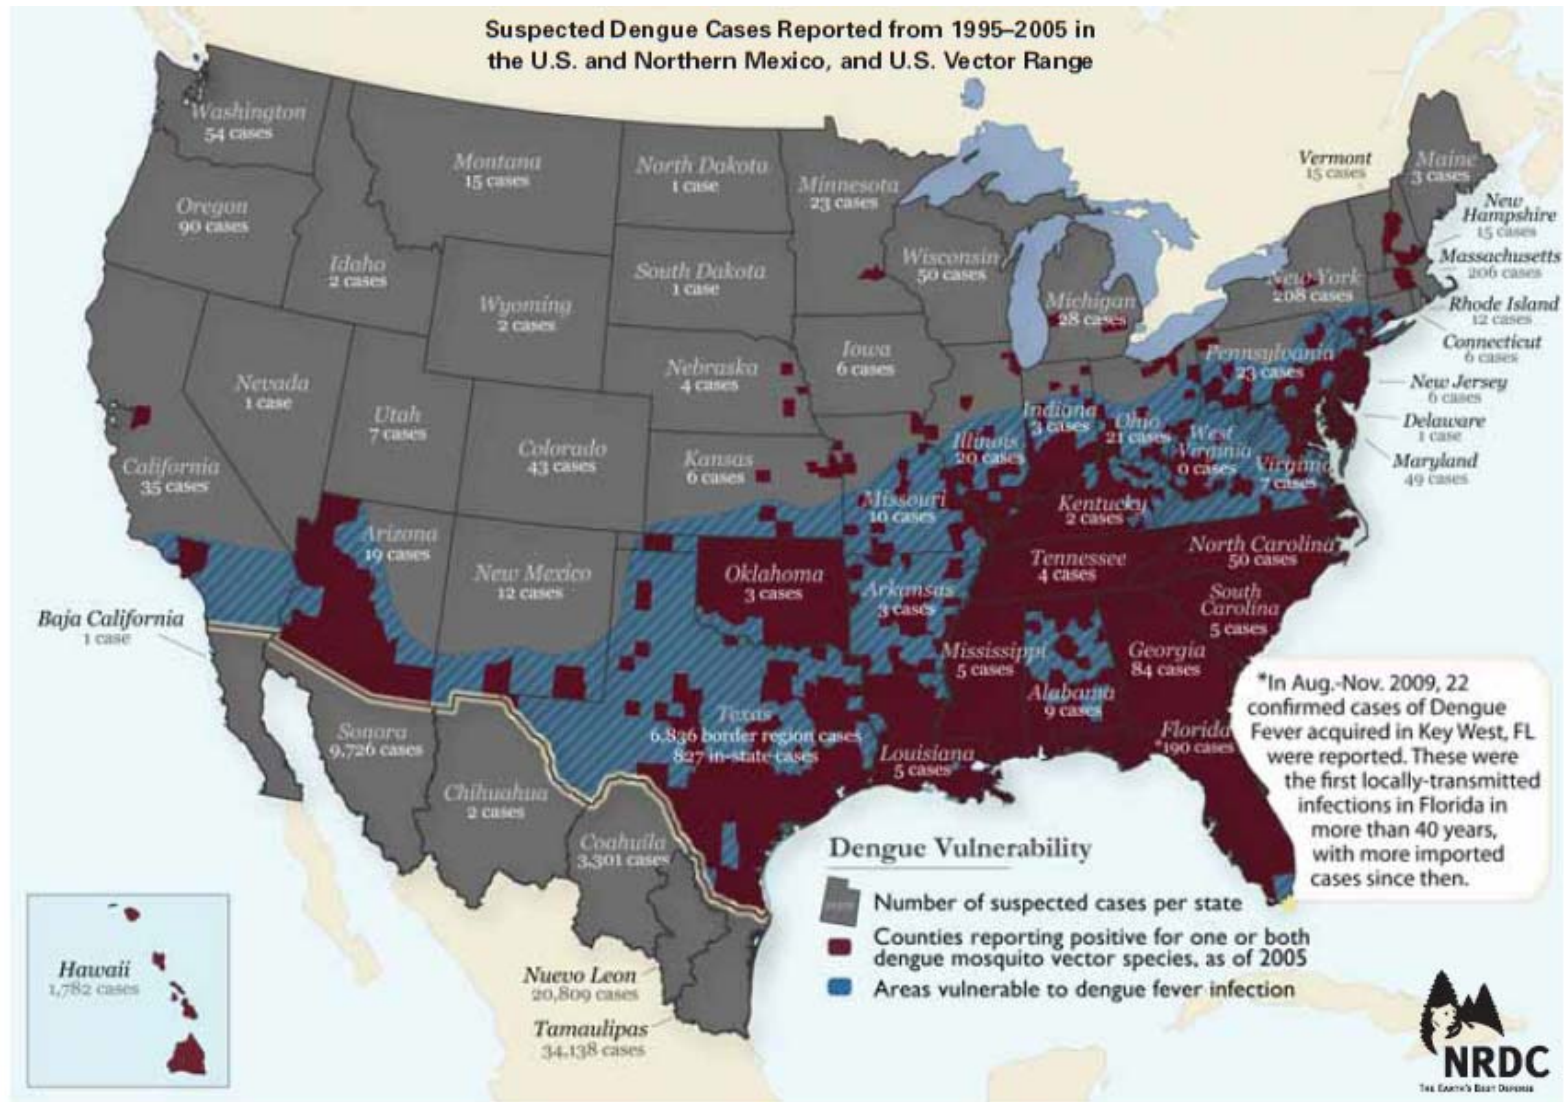 Suspected Dengue Cases Reported from 1995–2005 in
the U.S. and Northern Mexico, and U.S. Vector Range
Washington
54 cases
Oregon
90 cases
Idaho
2 cases
Montana
15 cases
North Dakota
1 case
South Dakota
1 case
Wyoming
2 cases
Minnesota
23 cases
Wisconsin
50 cases
Michigan
28 cases
Iowa
6 cases
Nebraska
4 cases
Nevada
1 case
Utah
7 cases
Colorado
43 cases
Kansas
6 cases
California
35 cases
Arizona
19 cases
New Mexico
12 cases
Oklahoma
3 cases
Texas
6,836 border region cases
827 in-state cases
Missouri
10 cases
Arkansas
3 cases
Louisiana
5 cases
Illinois
20 cases
Indiana
3 cases
Ohio
21 cases
West
Virginia
0 cases
Virginia
7 cases
Kentucky
2 cases
Tennessee
4 cases
North Carolina
50 cases
South
Carolina
5 cases
Mississippi
5 cases
Alabama
9 cases
Georgia
84 cases
Florida
*190 cases
Pennsylvania
23 cases
New York
208 cases
Vermont
15 cases
Maine
3 cases
New
Hampshire
15 cases
Massachusetts
206 cases
Rhode Island
12 cases
Connecticut
6 cases
New Jersey
6 cases
Delaware
1 case
Maryland
49 cases
Baja California
1 case
Sonora
9,726 cases
Chihuahua
2 cases
Coahuila
3,301 cases
Nuevo Leon
20,809 cases
Tamaulipas
34,138 cases
Hawaii
1,782 cases
*In Aug.-Nov. 2009, 22
confirmed cases of Dengue
Fever acquired in Key West, FL
were reported. These were
the first locally-transmitted
infections in Florida in
more than 40 years,
with more imported
cases since then.
Dengue Vulnerability
Number of suspected cases per state
Counties reporting positive for one or both
dengue mosquito vector species, as of 2005
Areas vulnerable to dengue fever infection
NRDC
THE EARTH'S BEST DEFENSE